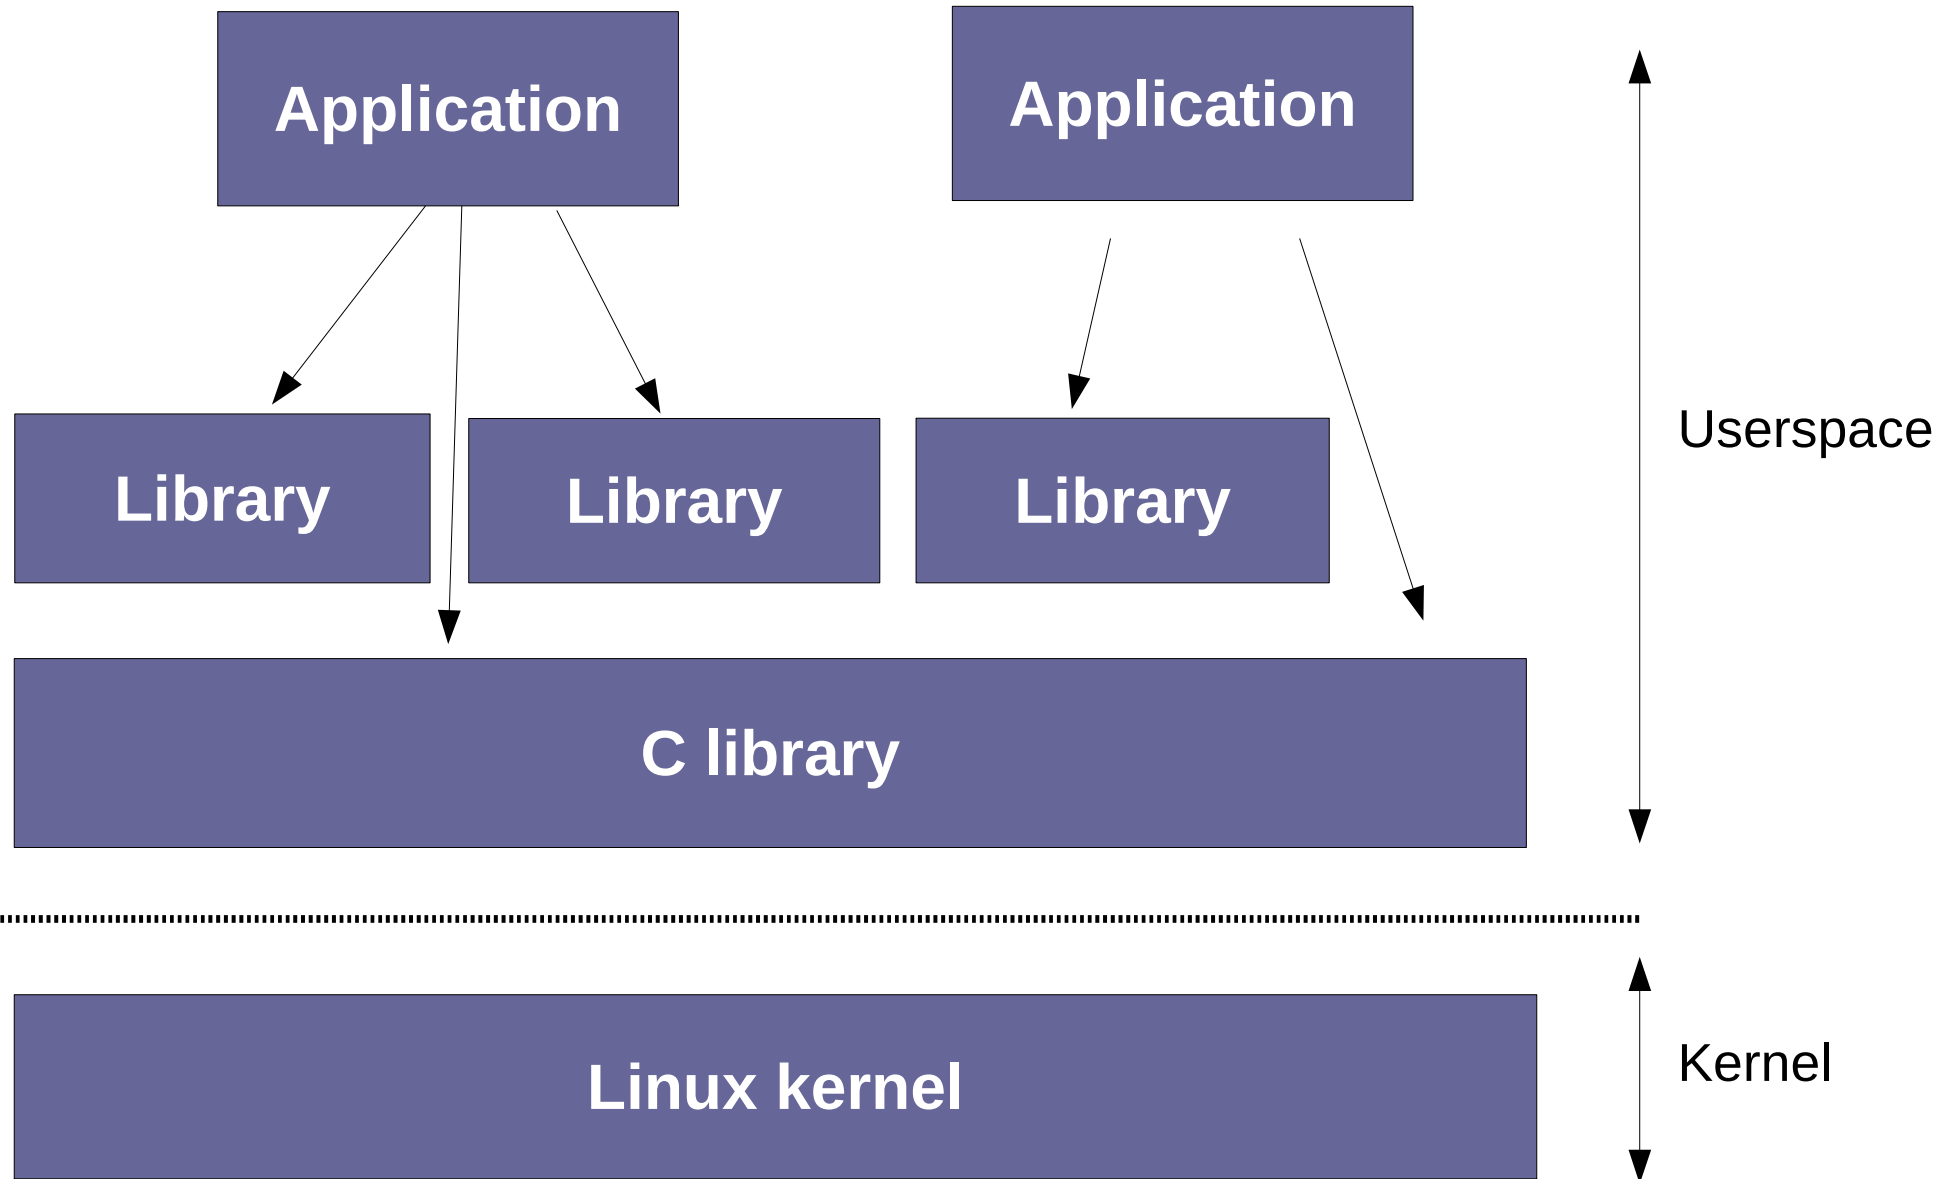 Application
Application
Library
Library
Library
Userspace
C library
Linux kernel
Kernel